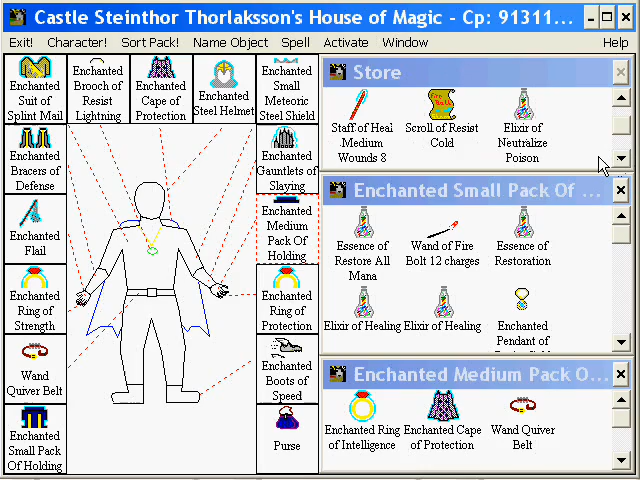 Castle Steinthor Thorlaksson's House of Magic - Cp: 91311...
Exit! Character! Sort Pack! Name Object Spell Activate Window Help
Enchanted
Suit of
Splint Mail
Enchanted
Brooch of
Resist
Lightning
Enchanted
Cape of
Protection
Enchanted
Steel Helmet
Enchanted
Small
Meteoric
Steel Shield
Enchanted
Bracers of
Defense
Enchanted
Gauntlets of
Slaying
Enchanted
Flail
Enchanted
Medium
Pack Of
Holding
Enchanted
Ring of
Strength
Enchanted
Ring of
Protection
Wand
Quiver Belt
Enchanted
Boots of
Speed
Enchanted
Small Pack
Of Holding
Purse
Store
Staff of Heal
Medium
Wounds 8
Scroll of Resist
Cold
Elixir of
Neutralize
Poison
Enchanted Small Pack Of ...
Essence of
Restore All
Mana
Wand of Fire
Bolt 12 charges
Essence of
Restoration
Elixir of Healing
Elixir of Healing
Enchanted
Pendant of
Enchanted Medium Pack O...
Enchanted Ring
of Intelligence
Enchanted Cape
of Protection
Wand Quiver
Belt